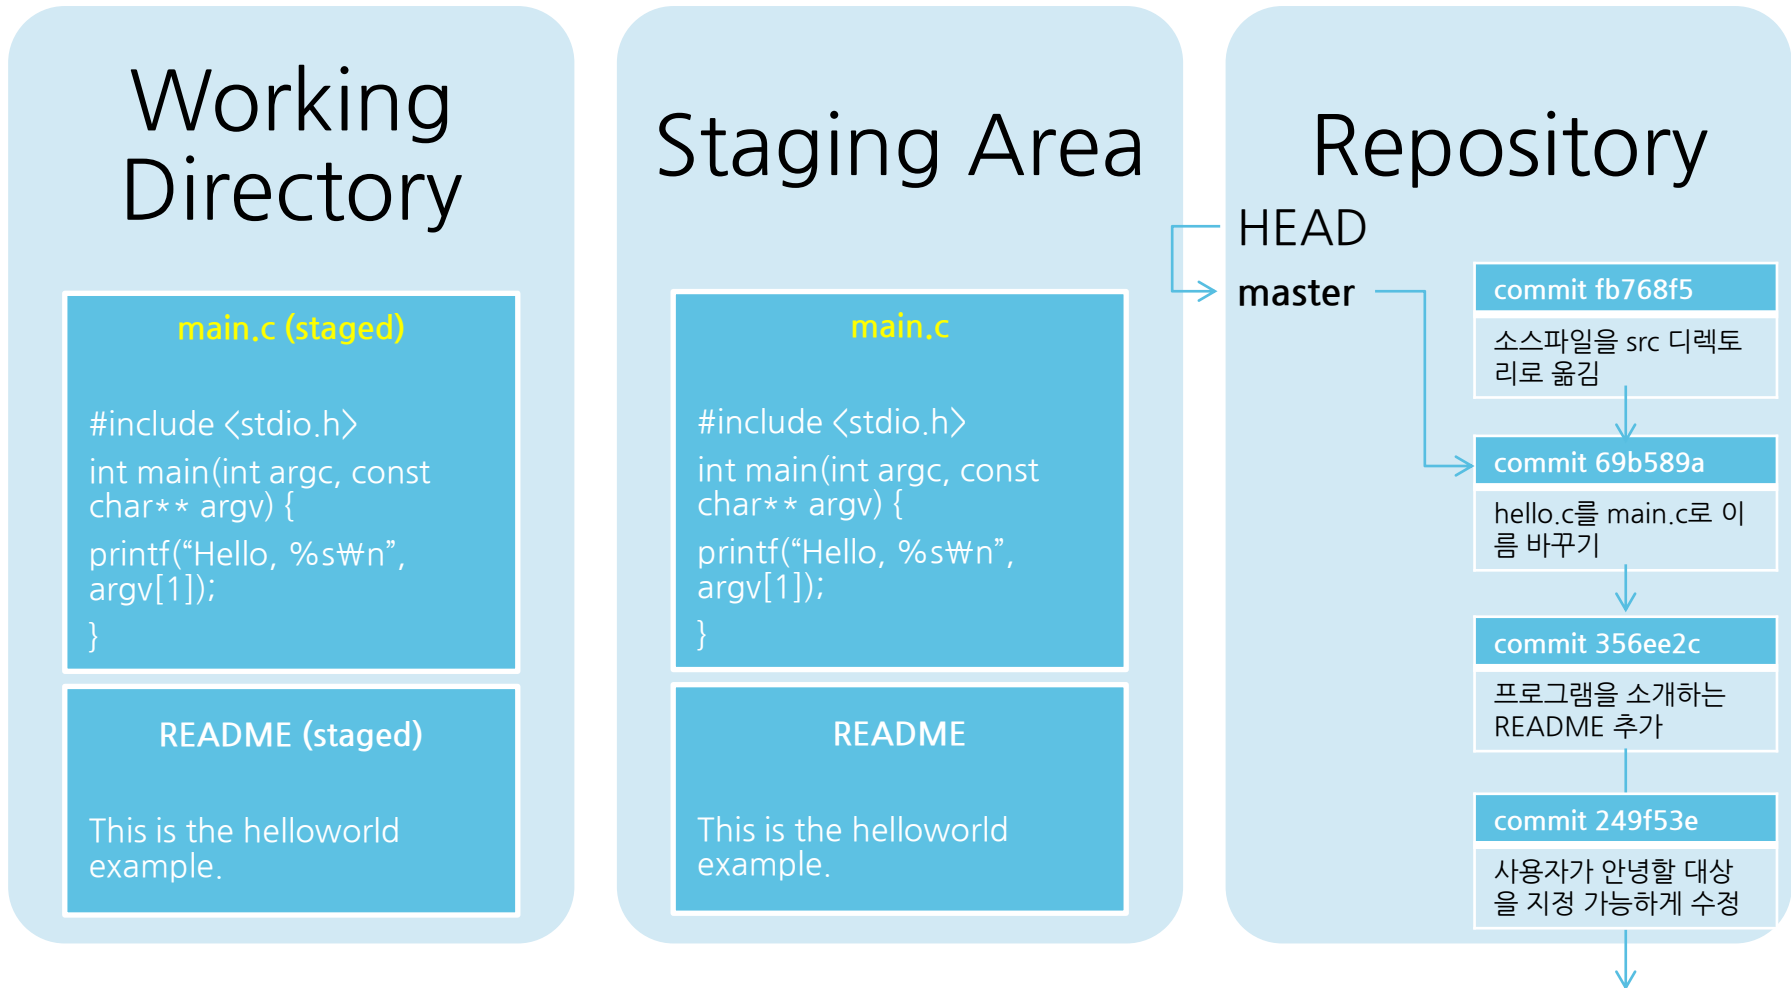 Working
Directory
main.c (staged)
#include <stdio.h>
int main(int argc, const
char** argv) {
printf(“Hello, %s₩n”,
argv[1]);
}
README (staged)
This is the helloworld
example.
Staging Area
main.c
#include <stdio.h>
int main(int argc, const
char** argv) {
printf(“Hello, %s₩n”,
argv[1]);
}
README
This is the helloworld
example.
Repository
HEAD
master
commit fb768f5
소스파일을 src 디렉토
리로 옮김
commit 69b589a
hello.c를 main.c로 이
름 바꾸기
commit 356ee2c
프로그램을 소개하는
README 추가
commit 249f53e
사용자가 안녕할 대상
을 지정 가능하게 수정